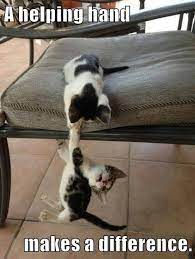 A helping hand
makes a difference.